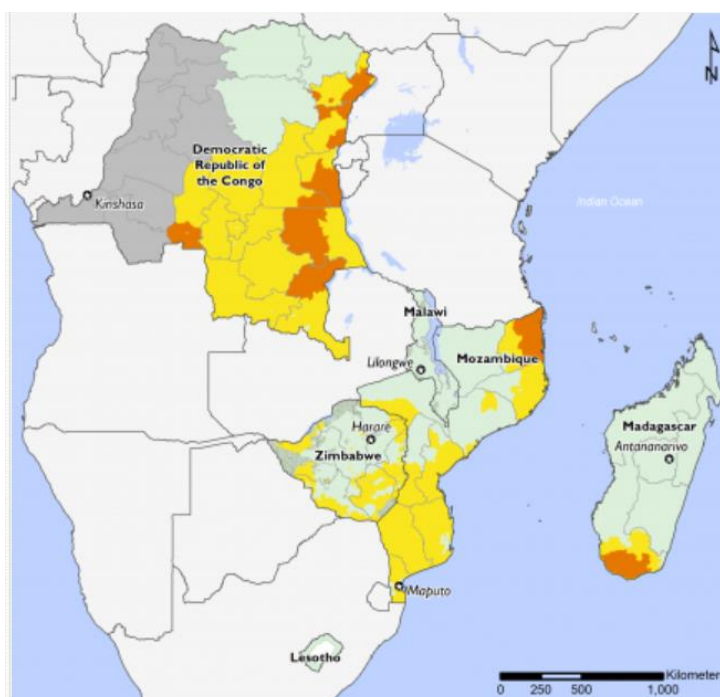 N
Democratic
Republic of
the Congo
Kinshasa
Indian Ocean
Malawi
Lilongwe
Mozambique
Harare
Zimbabwe
Madagascar
Antananarivo
Maputo
Lesotho
Kilometer
0 250 500 1,000